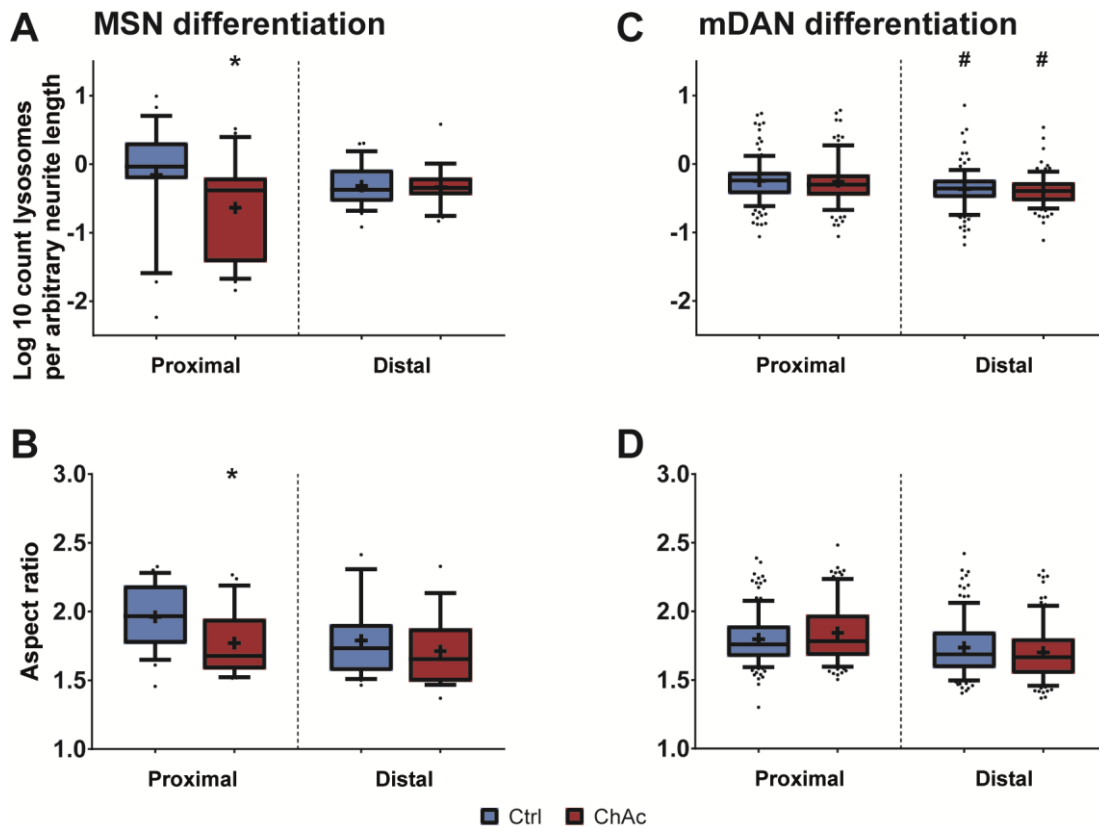 A MSN differentiation
*
Log 10 count lysosomes
per arbitrary neurite length
1
0
-1
-2
Proximal Distal
C mDAN differentiation
# #
1
0
-1
-2
Proximal Distal
B
*
Aspect ratio
3.0
2.5
2.0
1.5
1.0
Proximal Distal
D
3.0
2.5
2.0
1.5
1.0
Proximal Distal
Ctrl ChAc